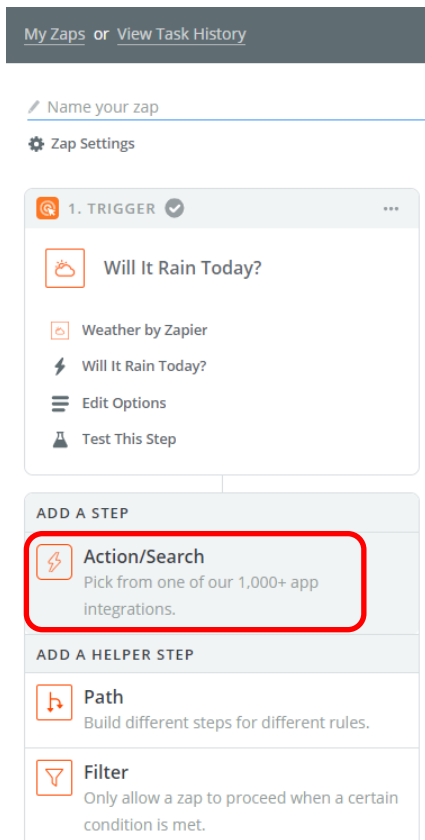 My Zaps or View Task History
Name your zap
Zap Settings
1. TRIGGER
Will It Rain Today?
Weather by Zapier
Will It Rain Today?
Edit Options
Test This Step
ADD A STEP
Action/Search
Pick from one of our 1,000+ app
integrations.
ADD A HELPER STEP
Path
Build different steps for different rules.
Filter
Only allow a zap to proceed when a certain
condition is met.